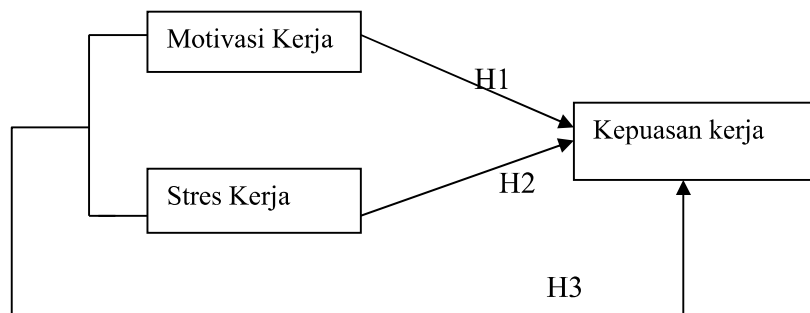 Motivasi Kerja
H1
Kepuasan kerja
Stres Kerja
H2
H3